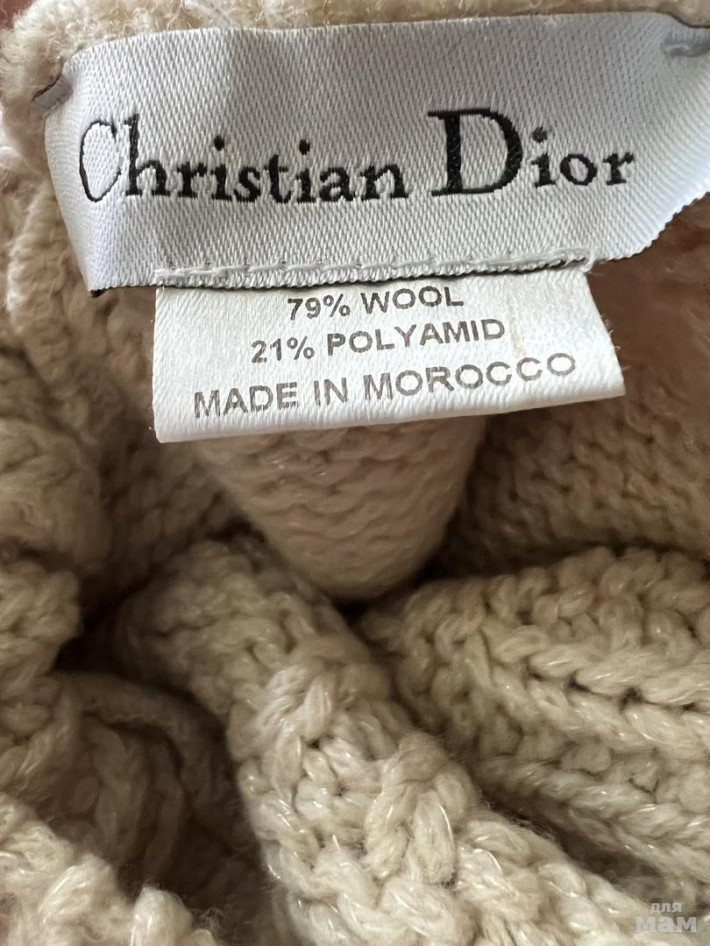 Christian Dior
79% WOOL
21% POLYAMID
MADE IN MOROCCO
для
мам